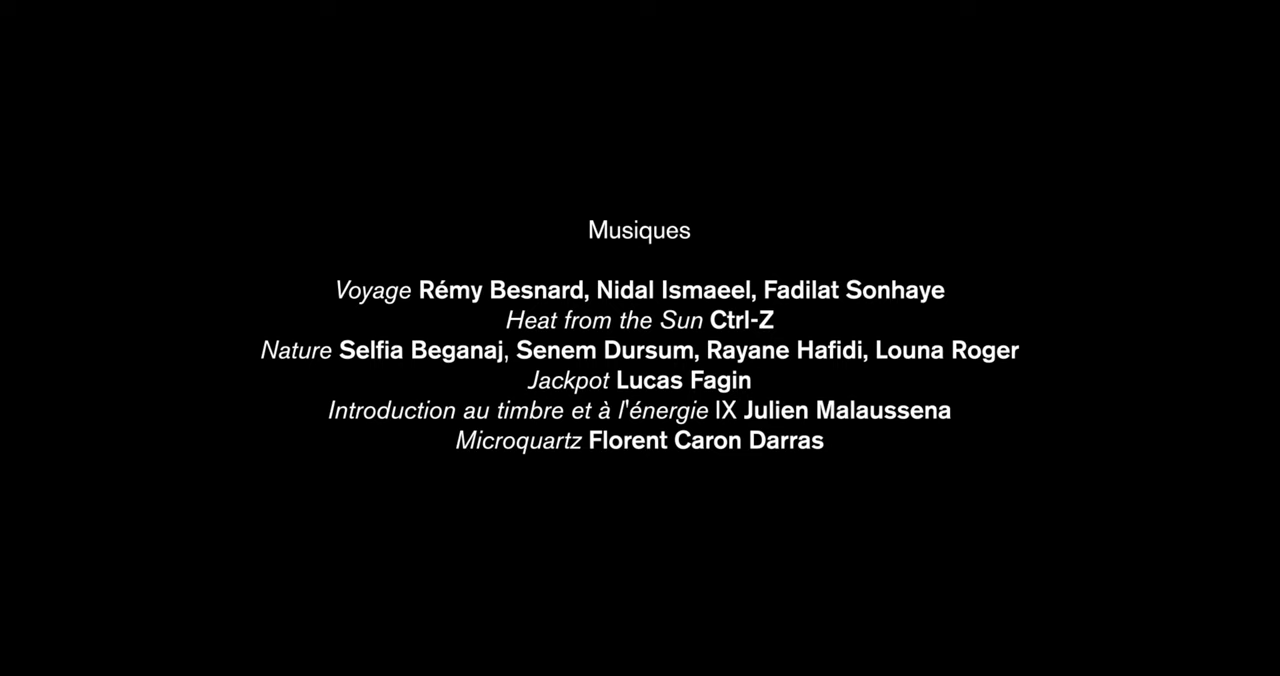 Musiques
Voyage Rémy Besnard, Nidal Ismaeel, Fadilat Sonhaye
Heat from the Sun Ctrl-Z
Nature Selfia Beganaj, Senem Dursum, Rayane Hafidi, Louna Roger
Jackpot Lucas Fagin
Introduction au timbre et à l'énergie IX Julien Malaussena
Microquartz Florent Caron Darras